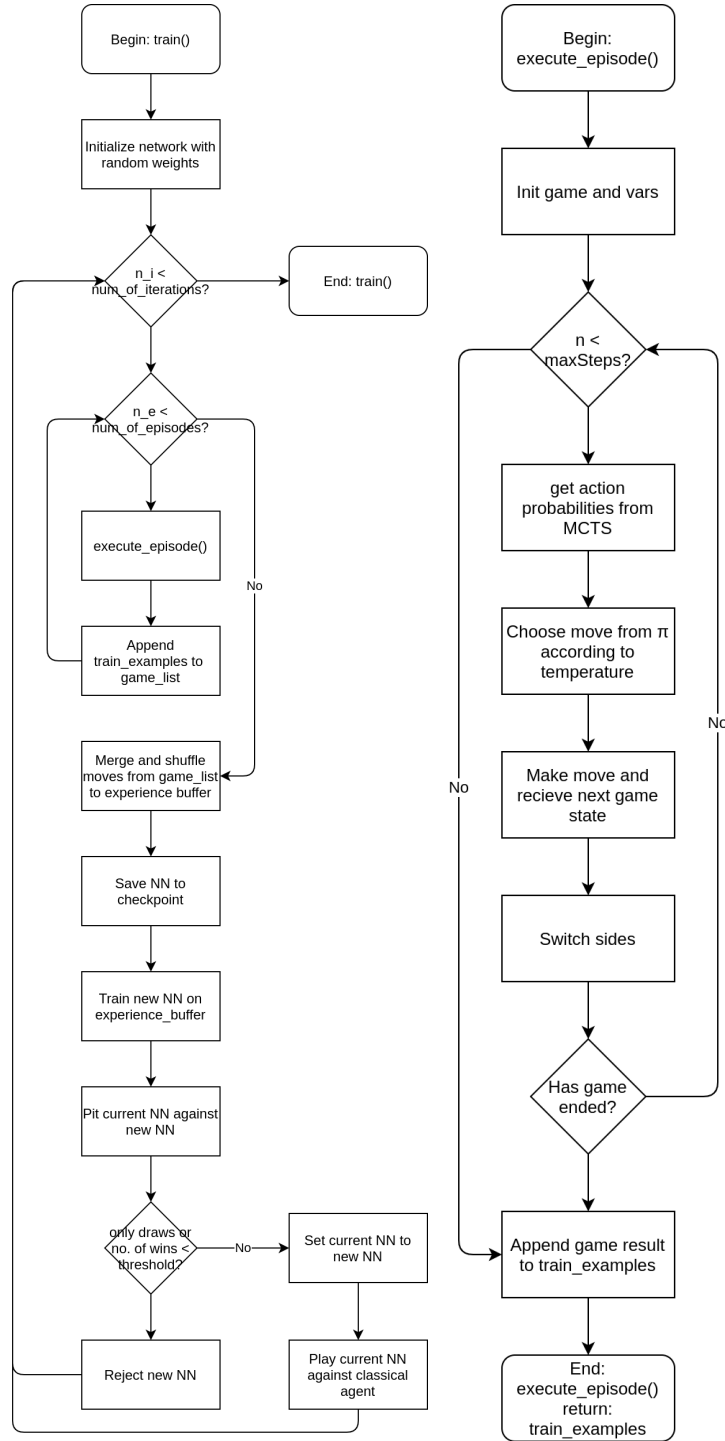 Begin: train()
Initialize network with
random weights
n_i <
num_of_iterations?
End: train()
n_e <
num_of_episodes?
execute_episode()
No
Append
train_examples to
game_list
Merge and shuffle
moves from game_list
to experience buffer
Save NN to
checkpoint
Train new NN on
experience_buffer
Pit current NN against
new NN
only draws or
no. of wins <
threshold?
No
Set current NN to
new NN
Reject new NN
Play current NN
against classical
agent
Begin:
execute_episode()
Init game and vars
n <
maxSteps?
get action
probabilities from
MCTS
Choose move from π
according to
temperature
No
Make move and
recieve next game
state
No
Switch sides
Has game
ended?
Append game result
to train_examples
End:
execute_episode()
return:
train_examples